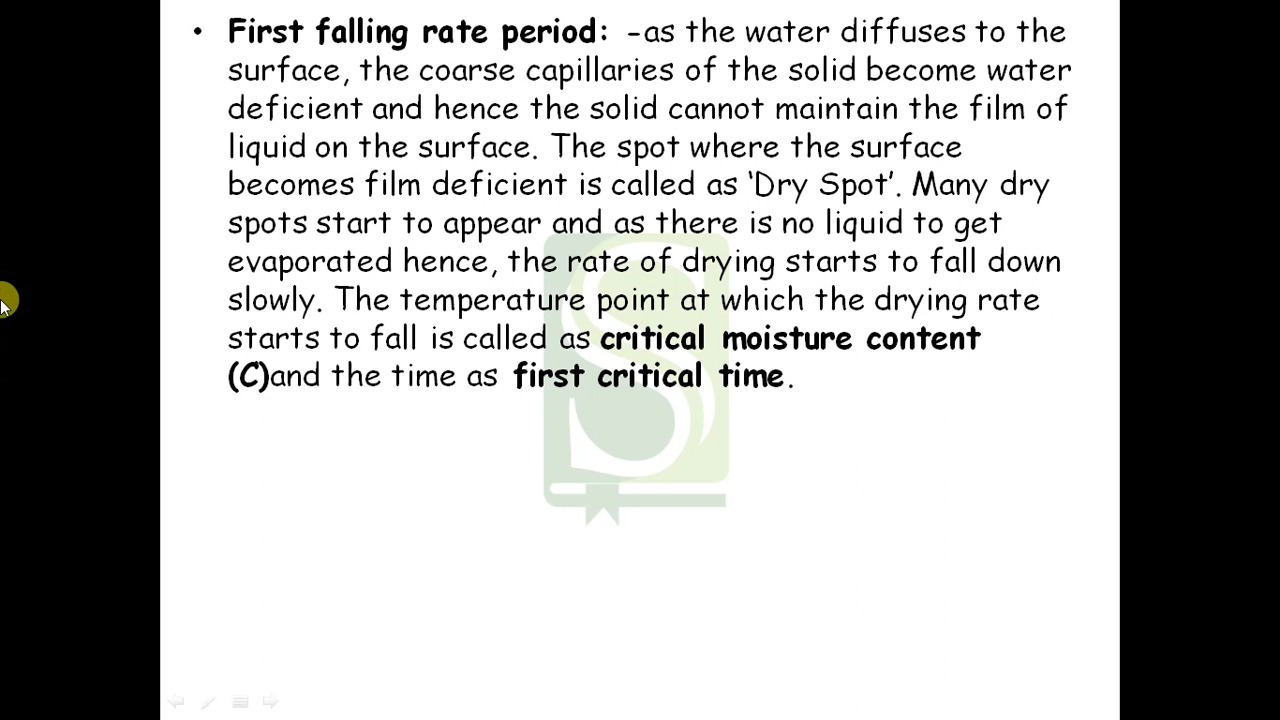 • First falling rate period: -as the water diffuses to the
surface, the coarse capillaries of the solid become water
deficient and hence the solid cannot maintain the film of
liquid on the surface. The spot where the surface
becomes film deficient is called as ‘Dry Spot’. Many dry
spots start to appear and as there is no liquid to get
evaporated hence, the rate of drying starts to fall down
slowly. The temperature point at which the drying rate
starts to fall is called as critical moisture content
(C)and the time as first critical time.